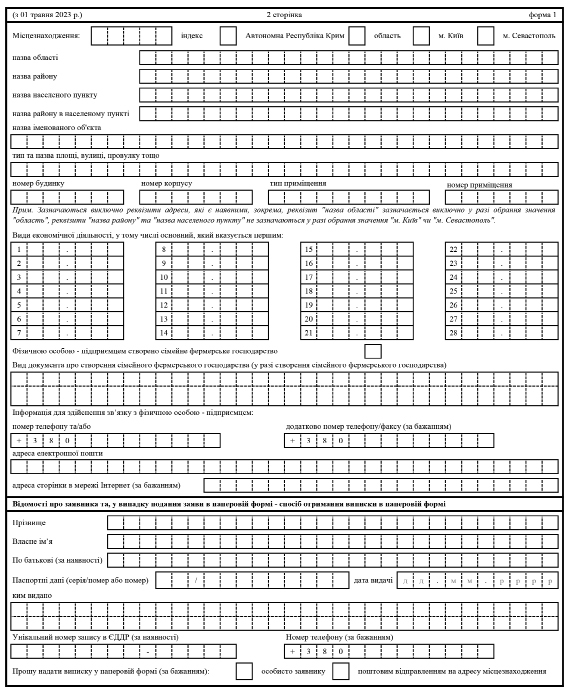 (з 01 травня 2023 р.) 2 сторінка форма 1
Місцезнаходження: індекс Автономна Республіка Крим область м. Київ м. Севастополь
назва області
назва району
назва населеного пункту
назва району в населеному пункті
назва іменованого об'єкта
тип та назва площі, вулиці, провулку тощо
номер будинку номер корпусу тип приміщення номер приміщення
Прим. Зазначаються виключно реквізити адреси, які є наявними, зокрема, реквізит "назва області" зазначається виключно у разі обрання значення
"область", реквізити "назва району" та "назва населеного пункту" не зазначаються у разі обрання значення "м. Київ" чи "м. Севастополь".
Види економічної діяльності, у тому числі основний, який вказується першим:
1 . 8 . 15 . 22 .
2 . 9 . 16 . 23 .
3 . 10 . 17 . 24 .
4 . 11 . 18 . 25 .
5 . 12 . 19 . 26 .
6 . 13 . 20 . 27 .
7 . 14 . 21 . 28 .
Фізичною особою - підприємцем створено сімейне фермерське господарство
Вид документа про створення сімейного фермерського господарства (у разі створення сімейного фермерського господарства)
Інформація для здійснення зв'язку з фізичною особою - підприємцем:
номер телефону та/або додатково номер телефону/факсу (за бажанням)
+ 3 8 0 + 3 8 0
адреса електронної пошти
адреса сторінки в мережі Інтернет (за бажанням)
Відомості про заявника та, у випадку подання заяви в паперовій формі - спосіб отримання виписки в паперовій формі
Прізвище
Власне ім'я
По батькові (за наявності)
Паспортні дані (серія/номер або номер) / дата видачі д д . м м . р р р р
ким видано
Унікальний номер запису в ЄДДР (за наявності) Номер телефону (за бажанням)
- + 3 8 0
Прошу надати виписку у паперовій формі (за бажанням): особисто заявнику поштовим відправленням на адресу місцезнаходження